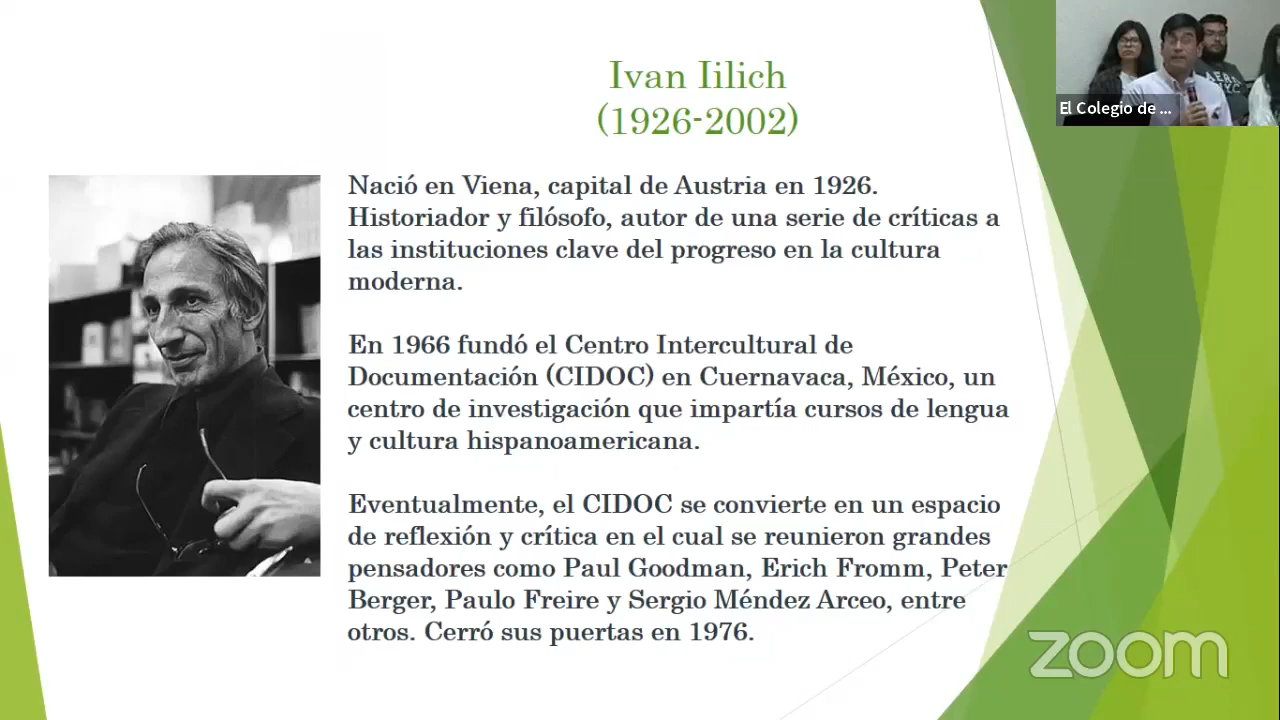 Ivan Iilich
(1926-2002)
El Colegio de ...
Nació en Viena, capital de Austria en 1926.
Historiador y filósofo, autor de una serie de críticas a
las instituciones clave del progreso en la cultura
moderna.
En 1966 fundó el Centro Intercultural de
Documentación (CIDOC) en Cuernavaca, México, un
centro de investigación que impartía cursos de lengua
y cultura hispanoamericana.
Eventualmente, el CIDOC se convierte en un espacio
de reflexión y crítica en el cual se reunieron grandes
pensadores como Paul Goodman, Erich Fromm, Peter
Berger, Paulo Freire y Sergio Méndez Arceo, entre
otros. Cerró sus puertas en 1976.
zoom